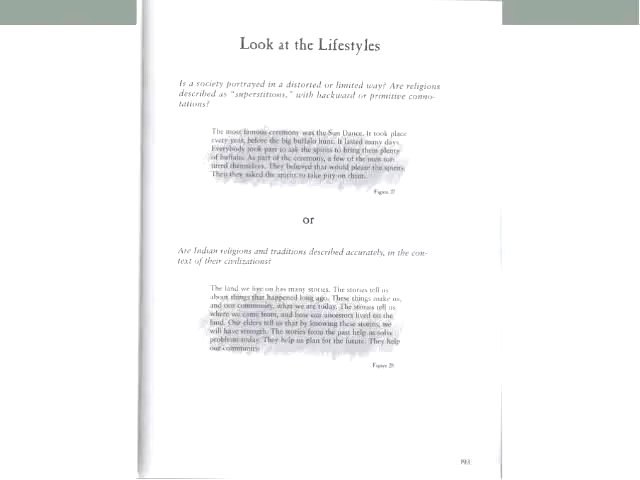 Look at the Lifestyles
Is a society portrayed in a distorted or limited way? Are religions
described as "superstitions," with backward or primitive conno-
tations?
The most famous ceremony was the Sun Dance. It took place
every year, before the big buffalo hunt. It lasted many days.
Everybody took part to ask the spirits to bring them plenty
of buffalo. As part of the ceremony, a few of the men tor-
tured themselves. They believed that would please the spirits.
Then they asked the spirits to take pity on them.
Figure 27
or
Are Indian religions and traditions described accurately, in the con-
text of their civilizations?
The land we live on has many stories. The stories tell us
about things that happened long ago. These things make us,
and our community, what we are today. The stories tell us
where we came from, and how our ancestors lived on the
land. Our elders tell us that by knowing these stories, we
will have strength. The stories from the past help us solve
problems today. They help us plan for the future. They help
our community.
Figure 28